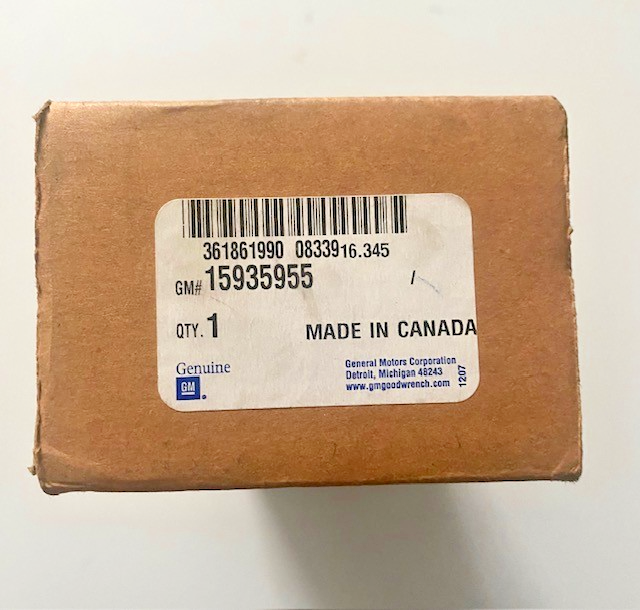 361861990 0833916.345
GM# 15935955 /
QTY. 1
MADE IN CANADA
Genuine
GM
General Motors Corporation
Detroit, Michigan 48243
www.gmgoodwrench.com
1207